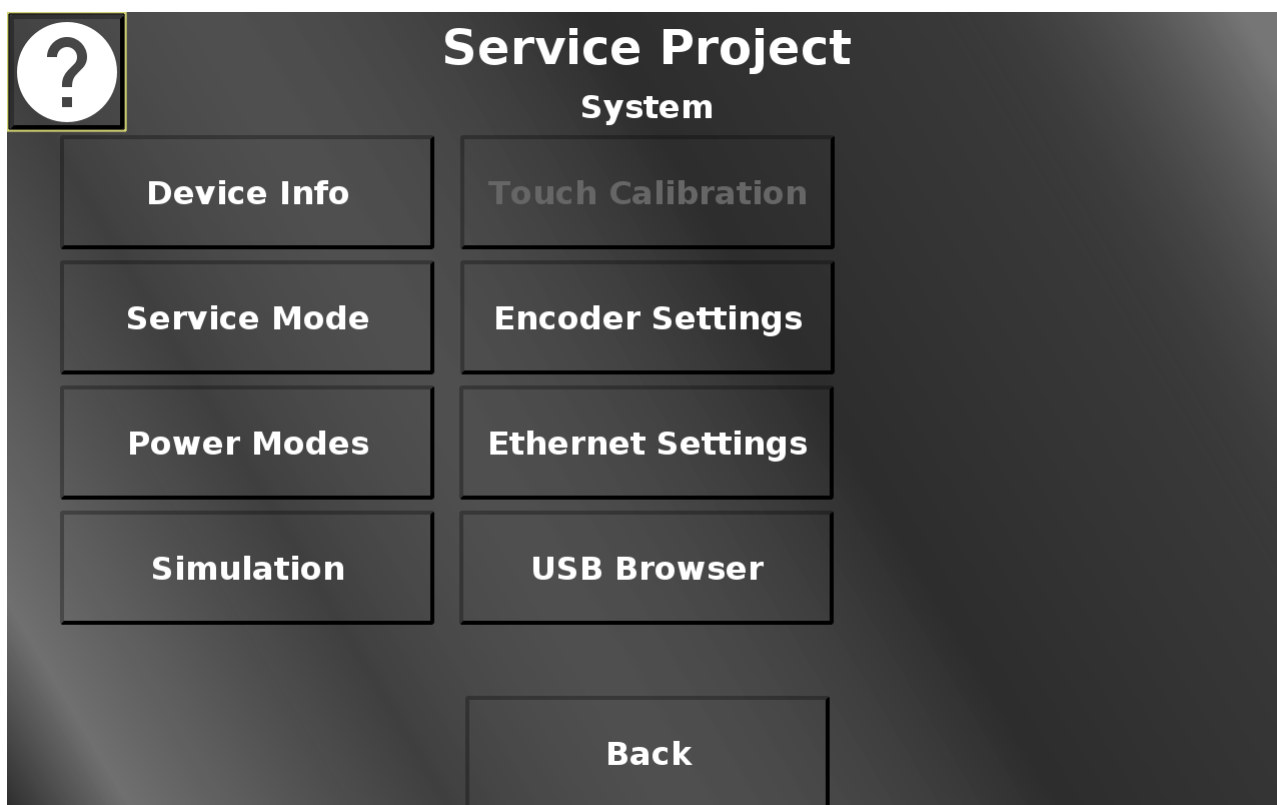 ?
Service Project
System
Device Info
Touch Calibration
Service Mode
Encoder Settings
Power Modes
Ethernet Settings
Simulation
USB Browser
Back